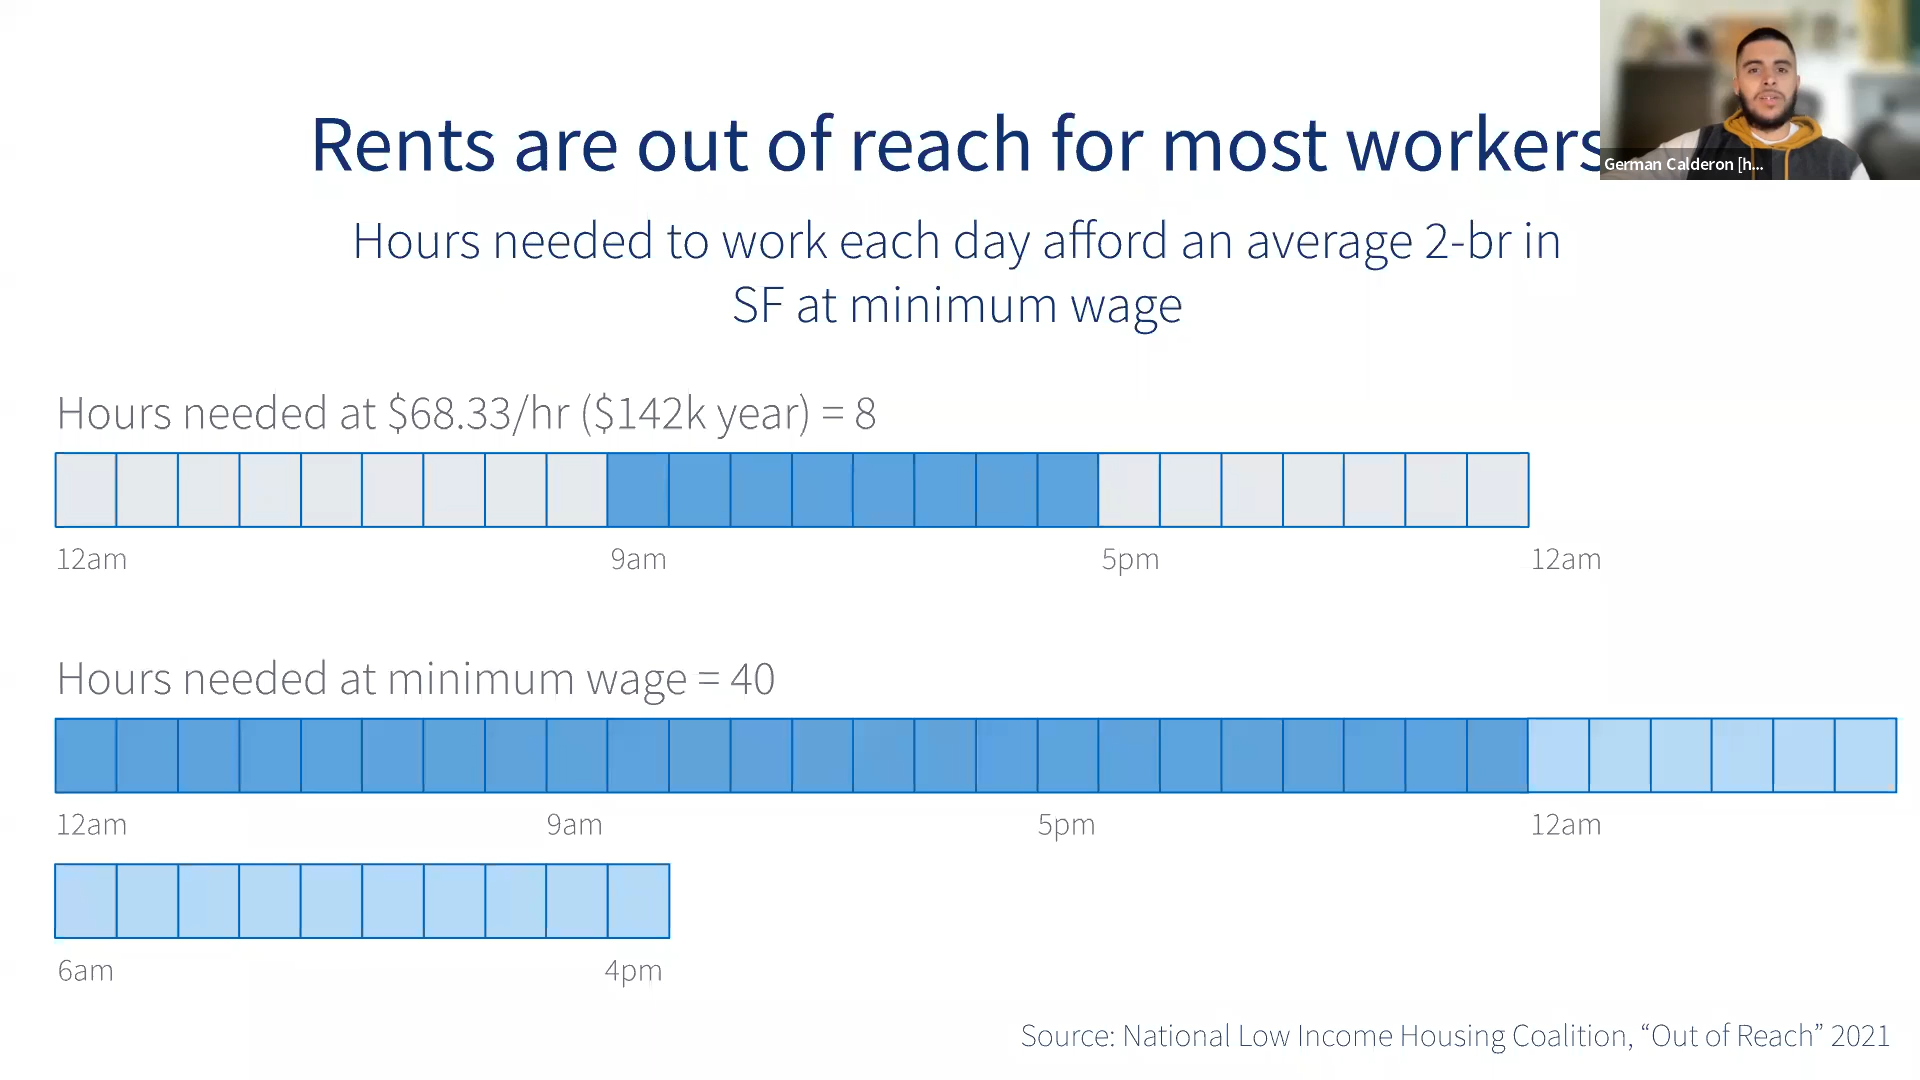 Rents are out of reach for most workers
German Calderon [h...
Hours needed to work each day afford an average 2-br in
SF at minimum wage
Hours needed at $68.33/hr ($142k year) = 8
12am 9am 5pm 12am
Hours needed at minimum wage = 40
12am 9am 5pm 12am
6am 4pm
Source: National Low Income Housing Coalition, “Out of Reach” 2021